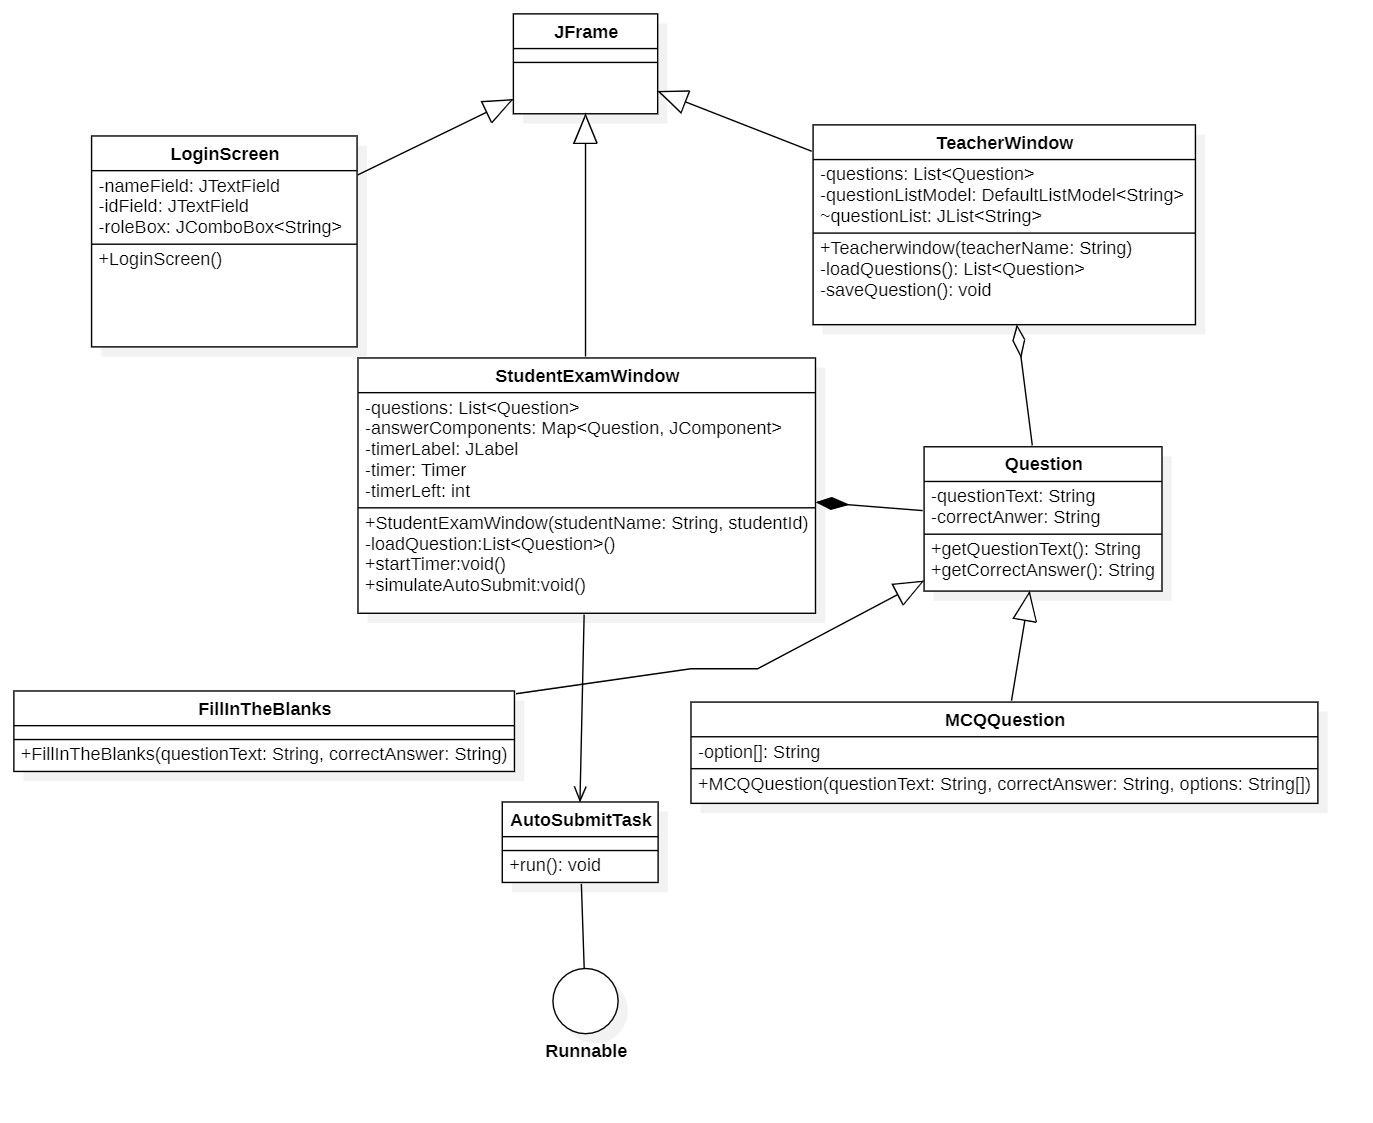 JFrame
LoginScreen
-nameField: JTextField
-idField: JTextField
-roleBox: JComboBox<String>
+LoginScreen()
TeacherWindow
-questions: List<Question>
-questionListModel: DefaultListModel<String>
~questionList: JList<String>
+Teacherwindow(teacherName: String)
-loadQuestions(): List<Question>
-saveQuestion(): void
StudentExamWindow
-questions: List<Question>
-answerComponents: Map<Question, JComponent>
-timerLabel: JLabel
-timer: Timer
-timerLeft: int
+StudentExamWindow(studentName: String, studentId)
-loadQuestion:List<Question>()
+startTimer:void()
+simulateAutoSubmit:void()
Question
-questionText: String
-correctAnwer: String
+getQuestionText(): String
+getCorrectAnswer(): String
FillInTheBlanks
+FillInTheBlanks(questionText: String, correctAnswer: String)
MCQQuestion
-option[]: String
+MCQQuestion(questionText: String, correctAnswer: String, options: String[])
AutoSubmitTask
+run(): void
Runnable